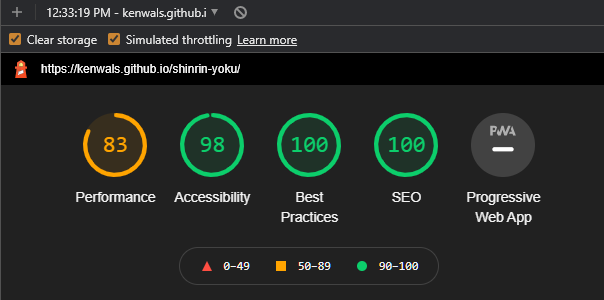 12:33:19 PM - kenwals.github.i
Clear storage Simulated throttling Learn more
https://kenwals.github.io/shinrin-yoku/
83 98 100 100 PWA
Performance Accessibility Best Practices SEO Progressive Web App
0–49 50–89 90–100